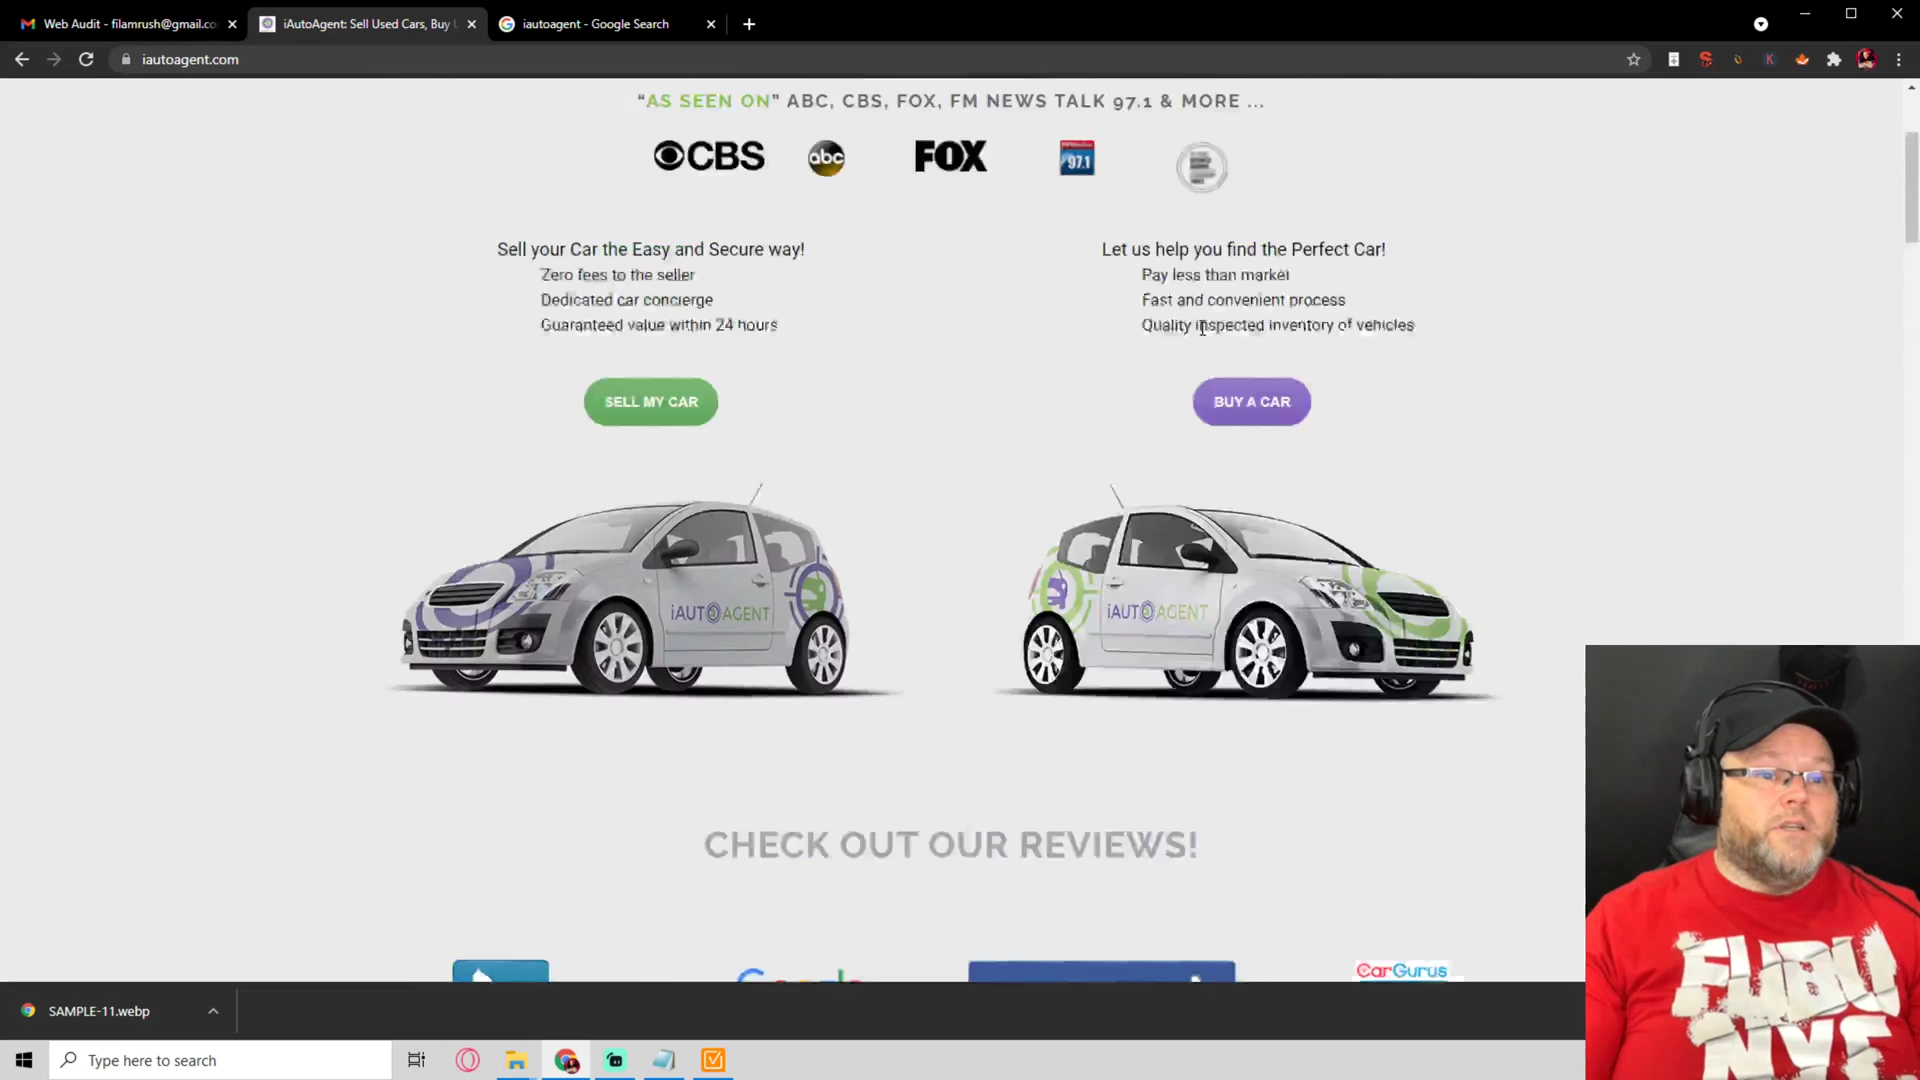 Web Audit - filamrush@gmail.co
iAutoAgent: Sell Used Cars, Buy U
iautoagent - Google Search
iautoagent.com
“AS SEEN ON” ABC, CBS, FOX, FM NEWS TALK 97.1 & MORE ...
CBS
abc
FOX
97.1
Sell your Car the Easy and Secure way!
Zero fees to the seller
Dedicated car concierge
Guaranteed value within 24 hours
Let us help you find the Perfect Car!
Pay less than market
Fast and convenient process
Quality inspected inventory of vehicles
SELL MY CAR
BUY A CAR
iAUTOAGENT
iAUTOAGENT
CHECK OUT OUR REVIEWS!
Google
CarGurus
FUBU
NYC
SAMPLE-11.webp
Type here to search